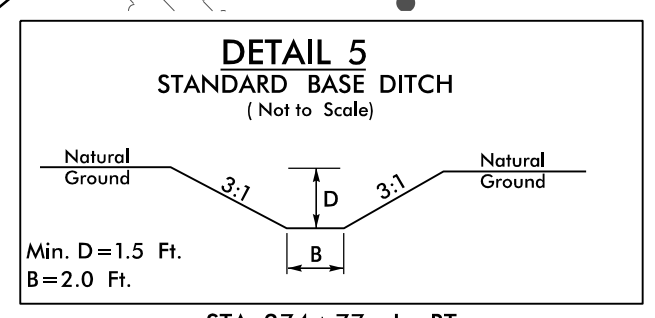 DETAIL 5
STANDARD BASE DITCH
( Not to Scale)
Natural
Ground
3:1
D
3:1
Natural
Ground
B
Min. D=1.5 Ft.
B=2.0 Ft.